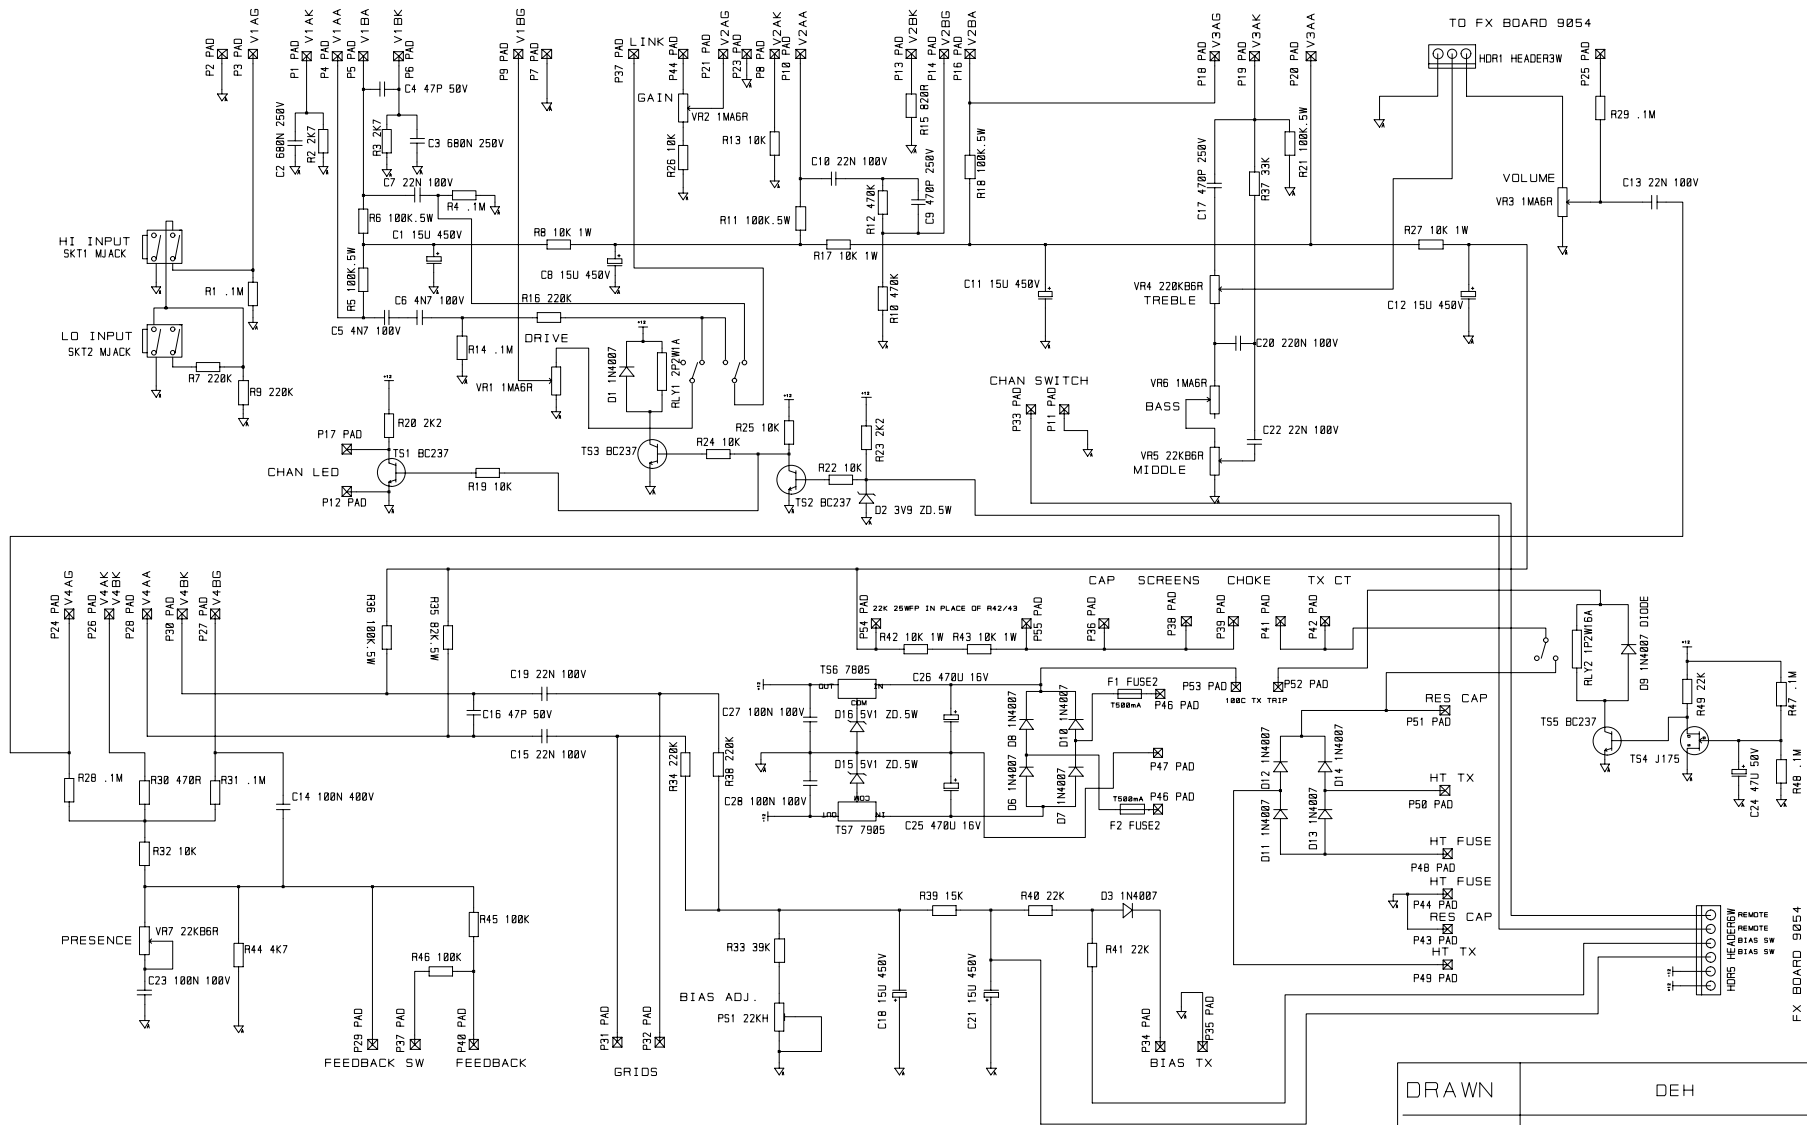 TO FX BOARD 9054
P2 PAD
P3 PAD
V1AG
P1 PAD
V1AK
P4 PAD
V1AA
P5 PAD
V1BA
P6 PAD
V1BK
P9 PAD
V1BG
P7 PAD
P37 PAD
LINK
P44 PAD
P21 PAD
V2AG
P23 PAD
P8 PAD
V2AK
P10 PAD
V2AA
P13 PAD
V2BK
P14 PAD
V2BG
P16 PAD
V2BA
P18 PAD
V3AG
P19 PAD
V3AK
P20 PAD
V3AA
HDR1 HEADER3W
P25 PAD
C4 47P 50V
GAIN
VR2 1MA6R
R26 10K
R13 10K
R15 820R
R29 .1M
C2 680N 250V
R2 2K7
R3 2K7
C3 680N 250V
C7 22N 100V
R4 .1M
R6 100K.5W
C1 15U 450V
R8 10K 1W
C8 15U 450V
R11 100K.5W
C10 22N 100V
R12 470K
C9 470P 250V
R18 100K.5W
R17 10K 1W
C17 470P 250V
R37 33K
R21 100K.5W
VOLUME
VR3 1MA6R
C13 22N 100V
R27 10K 1W
HI INPUT
SKT1 MJACK
R1 .1M
R5 100K.5W
C6 4N7 100V
C5 4N7 100V
R16 220K
R10 470K
C11 15U 450V
VR4 220KB6R
TREBLE
C12 15U 450V
LO INPUT
SKT2 MJACK
R7 220K
R9 220K
R14 .1M
DRIVE
VR1 1MA6R
D1 1N4007
RLY1 2P2W1A
+12
C20 220N 100V
CHAN SWITCH
P33 PAD
P11 PAD
VR6 1MA6R
BASS
C22 22N 100V
VR5 22KB6R
MIDDLE
+12
R20 2K2
P17 PAD
TS1 BC237
CHAN LED
P12 PAD
R19 10K
TS3 BC237
R24 10K
+12
R25 10K
TS2 BC237
R22 10K
+12
R23 2K2
D2 3V9 ZD.5W
P24 PAD
V4AG
P26 PAD
V4AK
V4BK
P28 PAD
V4AA
P30 PAD
V4BK
P27 PAD
V4BG
R36 100K.5W
R35 82K.5W
CAP
SCREENS
CHOKE
TX CT
P54 PAD
22K 25WFP IN PLACE OF R42/43
R42 10K 1W
R43 10K 1W
P55 PAD
P36 PAD
P38 PAD
P39 PAD
P41 PAD
P42 PAD
RLY2 1P2W16A
D9 1N4007 DIODE
+12
R49 22K
R47 .1M
TS5 BC237
TS4 J175
C24 47U 50V
R48 .1M
C19 22N 100V
C16 47P 50V
C15 22N 100V
R34 220K
R38 220K
TS6 7805
OUT
IN
COM
D16 5V1 ZD.5W
D15 5V1 ZD.5W
COM
OUT
IN
TS7 7905
C27 100N 100V
C28 100N 100V
C26 470U 16V
C25 470U 16V
D8 1N4007
D10 1N4007
D6 1N4007
D7 1N4007
F1 FUSE2
T500mA
P46 PAD
P47 PAD
T500mA
P46 PAD
F2 FUSE2
P53 PAD
P52 PAD
100C TX TRIP
RES CAP
P51 PAD
D12 1N4007
D14 1N4007
D11 1N4007
D13 1N4007
HT TX
P50 PAD
HT FUSE
P48 PAD
HT FUSE
P44 PAD
RES CAP
P43 PAD
HT TX
P49 PAD
R28 .1M
R30 470R
R31 .1M
C14 100N 400V
R32 10K
PRESENCE
VR7 22KB6R
C23 100N 100V
R44 4K7
R45 100K
R46 100K
P29 PAD
P37 PAD
P40 PAD
FEEDBACK SW
FEEDBACK
P31 PAD
P32 PAD
GRIDS
BIAS ADJ.
R33 39K
PS1 22KH
C18 15U 450V
R39 15K
C21 15U 450V
R40 22K
R41 22K
D3 1N4007
P34 PAD
P35 PAD
BIAS TX
HDR5 HEADER6W
REMOTE
REMOTE
BIAS SW
BIAS SW
FX BOARD 9054
DRAWN
DEH